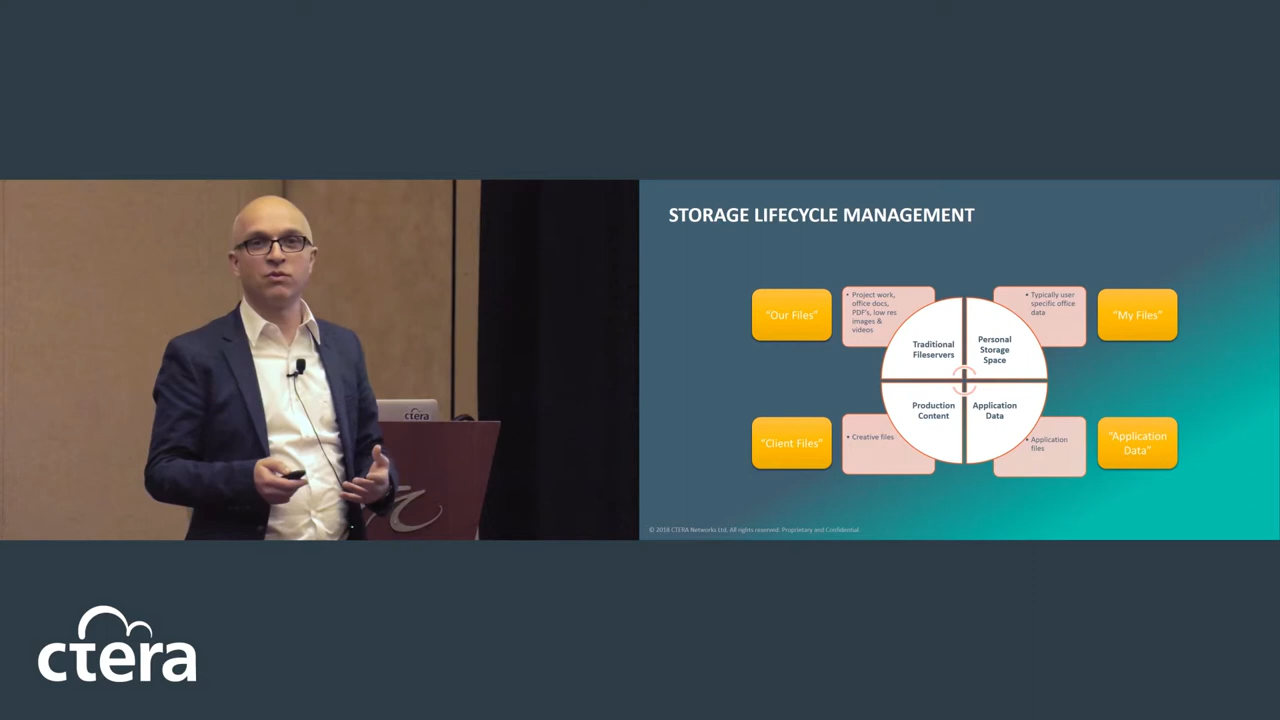 STORAGE LIFECYCLE MANAGEMENT
"Our Files"
• Project work,
office docs,
PDF's, low res
images &
videos
• Typically user
specific office
data
"My Files"
Traditional
Fileservers
Personal
Storage
Space
Production
Content
Application
Data
"Client Files"
• Creative files
• Application
files
"Application
Data"
ctera
© 2018 CTERA Networks Ltd. All rights reserved. Proprietary and Confidential.
ctera